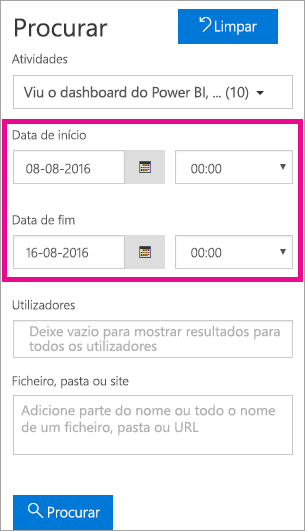 Procurar
Limpar
Atividades
Viu o dashboard do Power BI, ... (10)
Data de início
08-08-2016
00:00
Data de fim
16-08-2016
00:00
Utilizadores
Deixe vazio para mostrar resultados para
todos os utilizadores
Ficheiro, pasta ou site
Adicione parte do nome ou todo o nome
de um ficheiro, pasta ou URL
Procurar